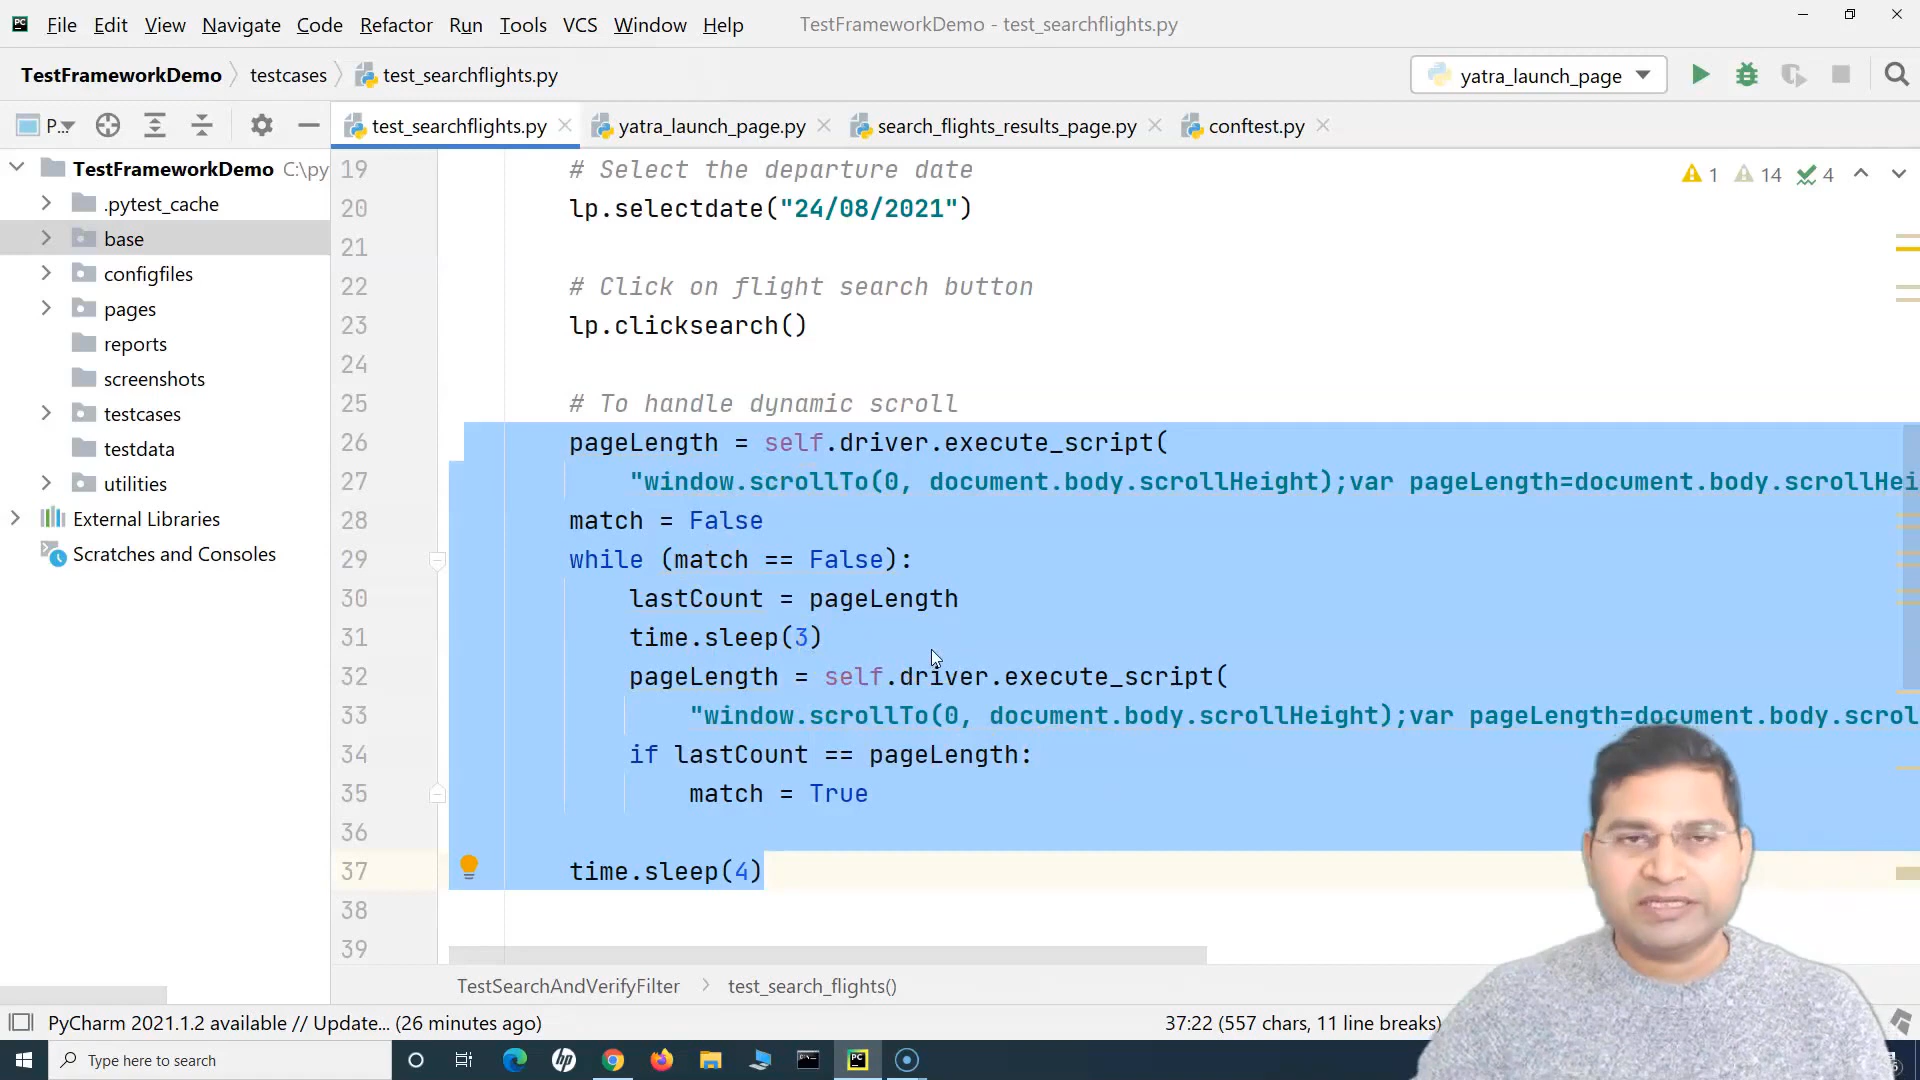 File Edit View Navigate Code Refactor Run Tools VCS Window Help TestFrameworkDemo - test_searchflights.py
TestFrameworkDemo testcases test_searchflights.py yatra_launch_page
P... test_searchflights.py yatra_launch_page.py search_flights_results_page.py conftest.py
TestFrameworkDemo C:\py
.pytest_cache
base
configfiles
pages
reports
screenshots
testcases
testdata
utilities
External Libraries
Scratches and Consoles
1 14 4
19 # Select the departure date
20 lp.selectdate("24/08/2021")
21
22 # Click on flight search button
23 lp.clicksearch()
24
25 # To handle dynamic scroll
26 pageLength = self.driver.execute_script(
27 "window.scrollTo(0, document.body.scrollHeight);var pageLength=document.body.scrollHei
28 match = False
29 while (match == False):
30 lastCount = pageLength
31 time.sleep(3)
32 pageLength = self.driver.execute_script(
33 "window.scrollTo(0, document.body.scrollHeight);var pageLength=document.body.scrol
34 if lastCount == pageLength:
35 match = True
36
37 time.sleep(4)
38
39
TestSearchAndVerifyFilter test_search_flights()
PyCharm 2021.1.2 available // Update... (26 minutes ago) 37:22 (557 chars, 11 line breaks)
Type here to search